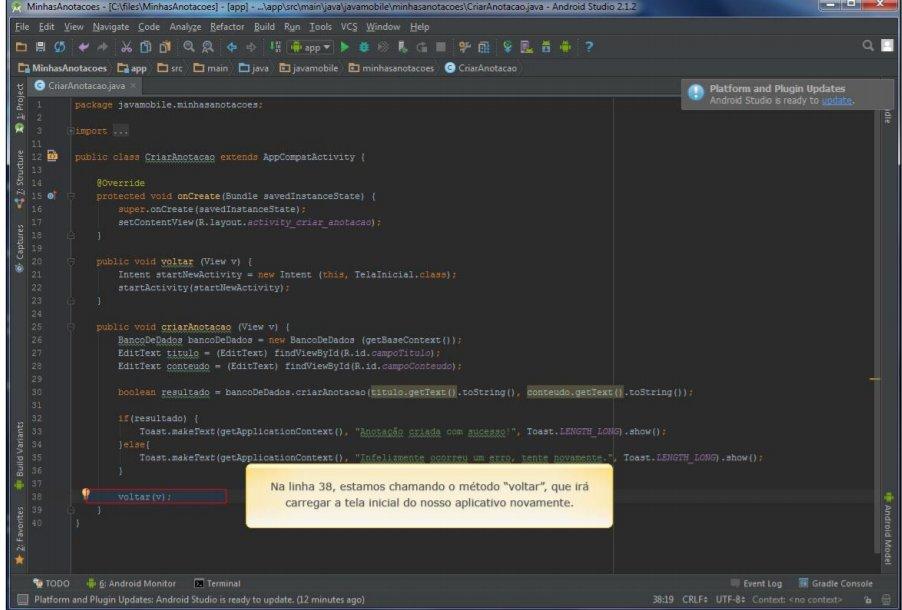 MinhasAnotacoes - [C:\files\MinhasAnotacoes] - [app] - ...\app\src\main\java\javamobile\minhasanotacoes\CriarAnotacao.java - Android Studio 2.1.2
File Edit View Navigate Code Analyze Refactor Build Run Tools VCS Window Help
app
MinhasAnotacoes app src main java javamobile minhasanotacoes CriarAnotacao
CriarAnotacao.java
Platform and Plugin Updates
Android Studio is ready to update.
1: Project
7: Structure
Captures
Build Variants
2: Favorites
Android Model
1 package javamobile.minhasanotacoes;
2
3 import ...
11
12 public class CriarAnotacao extends AppCompatActivity {
13
14 @Override
15 protected void onCreate(Bundle savedInstanceState) {
16 super.onCreate(savedInstanceState);
17 setContentView(R.layout.activity_criar_anotacao);
18 }
19
20 public void voltar (View v) {
21 Intent startNewActivity = new Intent (this, TelaInicial.class);
22 startActivity(startNewActivity);
23 }
24
25 public void criarAnotacao (View v) {
26 BancoDeDados bancoDeDados = new BancoDeDados (getBaseContext());
27 EditText titulo = (EditText) findViewById(R.id.campoTitulo);
28 EditText conteudo = (EditText) findViewById(R.id.campoConteudo);
29
30 boolean resultado = bancoDeDados.criarAnotacao(titulo.getText().toString(), conteudo.getText().toString());
31
32 if(resultado) {
33 Toast.makeText(getApplicationContext(), "Anotação criada com sucesso!", Toast.LENGTH_LONG).show();
34 }else{
35 Toast.makeText(getApplicationContext(), "Infelizmente ocorreu um erro, tente novamente.", Toast.LENGTH_LONG).show();
36 }
37
38 voltar(v);
39 }
40 }
Na linha 38, estamos chamando o método "voltar", que irá
carregar a tela inicial do nosso aplicativo novamente.
TODO 6: Android Monitor Terminal Event Log Gradle Console
Platform and Plugin Updates: Android Studio is ready to update. (12 minutes ago) 38:19 CRLF UTF-8 Context: <no context>